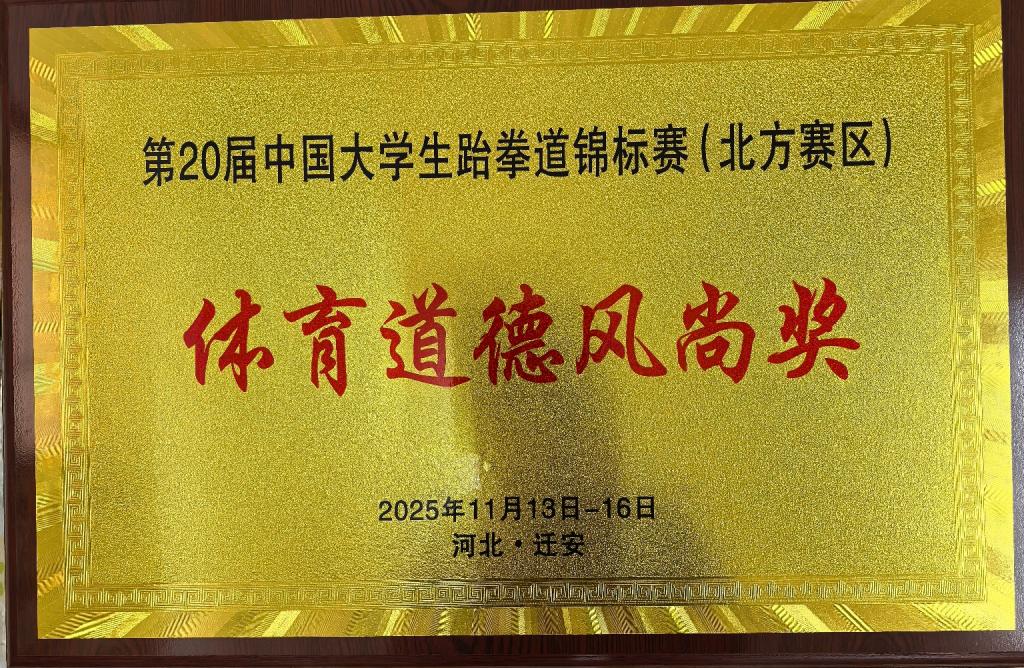 第20届中国大学生跆拳道锦标赛(北方赛区)
体育道德风尚奖
2025年11月13日-16日
河北·迁安